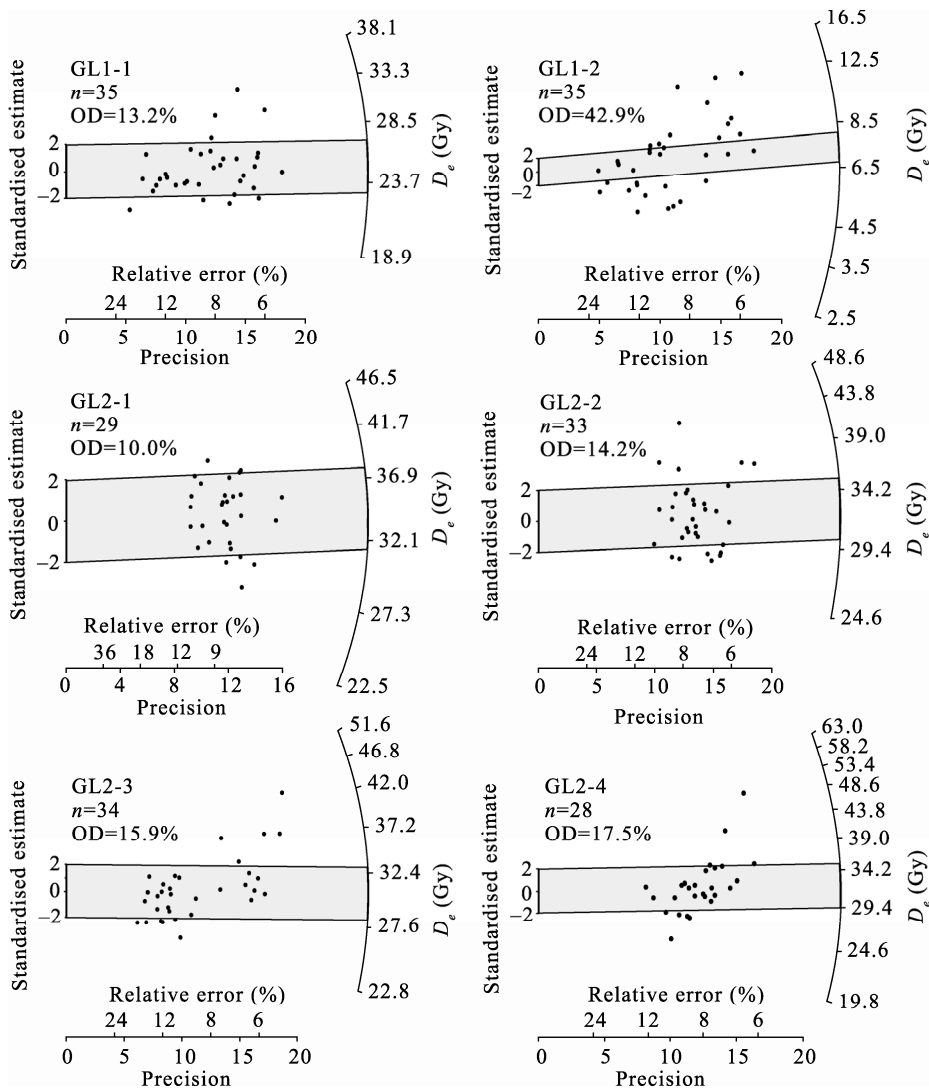 38.1
GL1-1
n=35
OD=13.2%
33.3
28.5
23.7
18.9
Dₑ (Gy)
Standardised estimate
2
0
−2
Relative error (%)
24 12 8 6
0 5 10 15 20
Precision
16.5
GL1-2
n=35
OD=42.9%
12.5
8.5
6.5
4.5
3.5
2.5
Dₑ (Gy)
Standardised estimate
2
0
−2
Relative error (%)
24 12 8 6
0 5 10 15 20
Precision
46.5
GL2-1
n=29
OD=10.0%
41.7
36.9
32.1
27.3
22.5
Dₑ (Gy)
Standardised estimate
2
0
−2
Relative error (%)
36 18 12 9
0 4 8 12 16
Precision
48.6
GL2-2
n=33
OD=14.2%
43.8
39.0
34.2
29.4
24.6
Dₑ (Gy)
Standardised estimate
2
0
−2
Relative error (%)
24 12 8 6
0 5 10 15 20
Precision
51.6
46.8
GL2-3
n=34
OD=15.9%
42.0
37.2
32.4
27.6
22.8
Dₑ (Gy)
Standardised estimate
2
0
−2
Relative error (%)
24 12 8 6
0 5 10 15 20
Precision
63.0
58.2
53.4
GL2-4
n=28
OD=17.5%
48.6
43.8
39.0
34.2
29.4
24.6
19.8
Dₑ (Gy)
Standardised estimate
2
0
−2
Relative error (%)
24 12 8 6
0 5 10 15 20
Precision